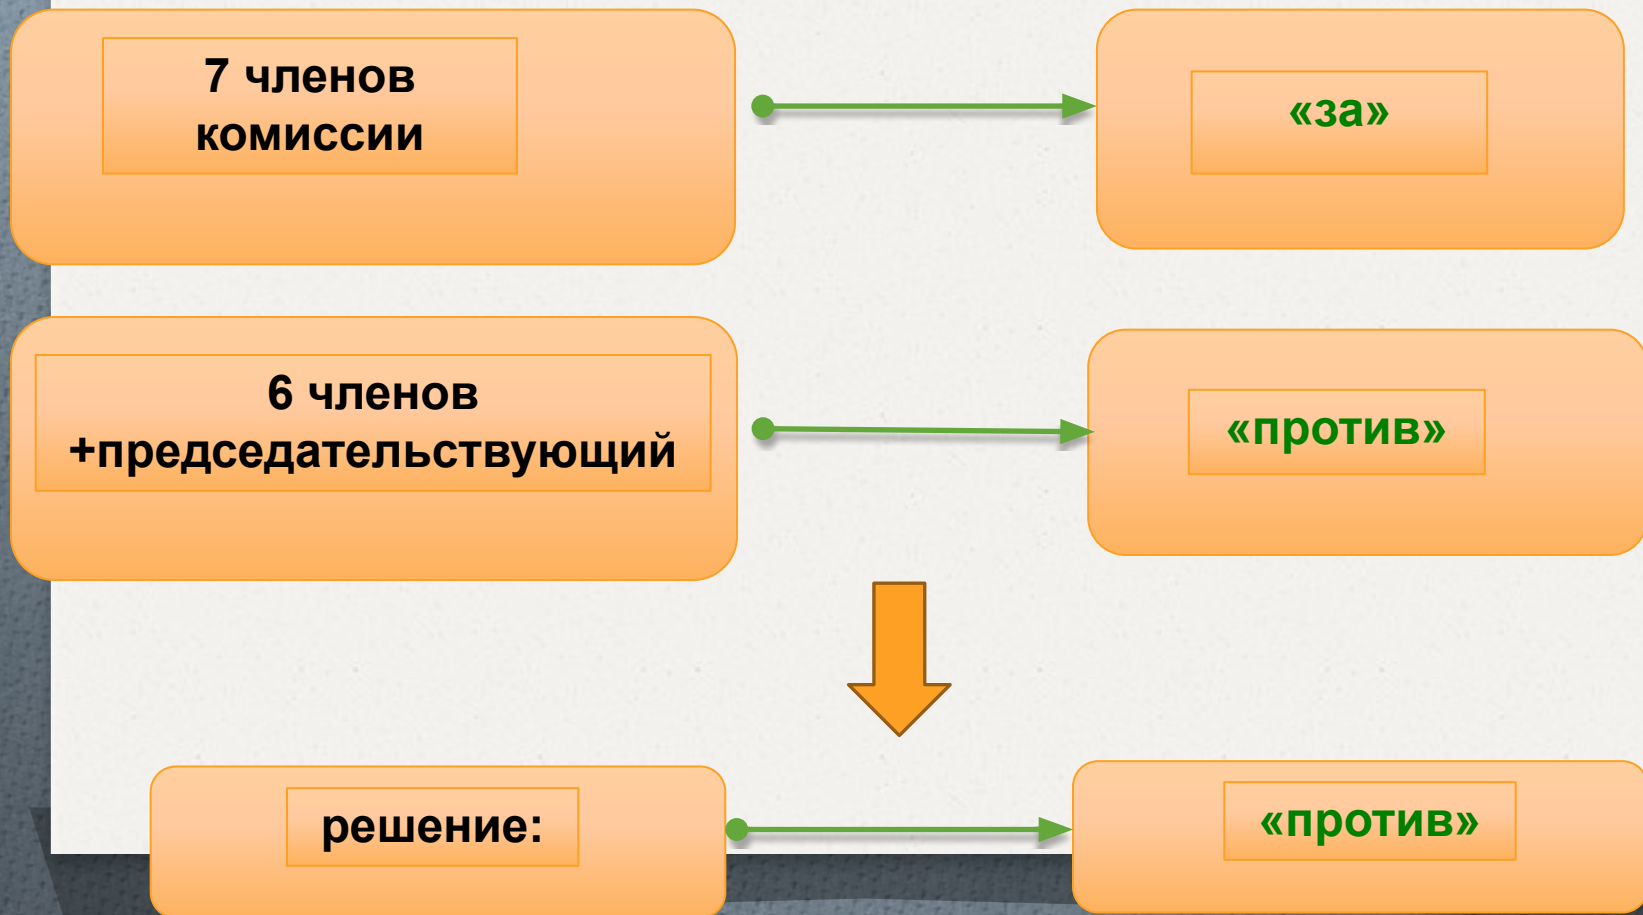 7 членов
комиссии
«за»
6 членов
+председательствующий
«против»
решение:
«против»